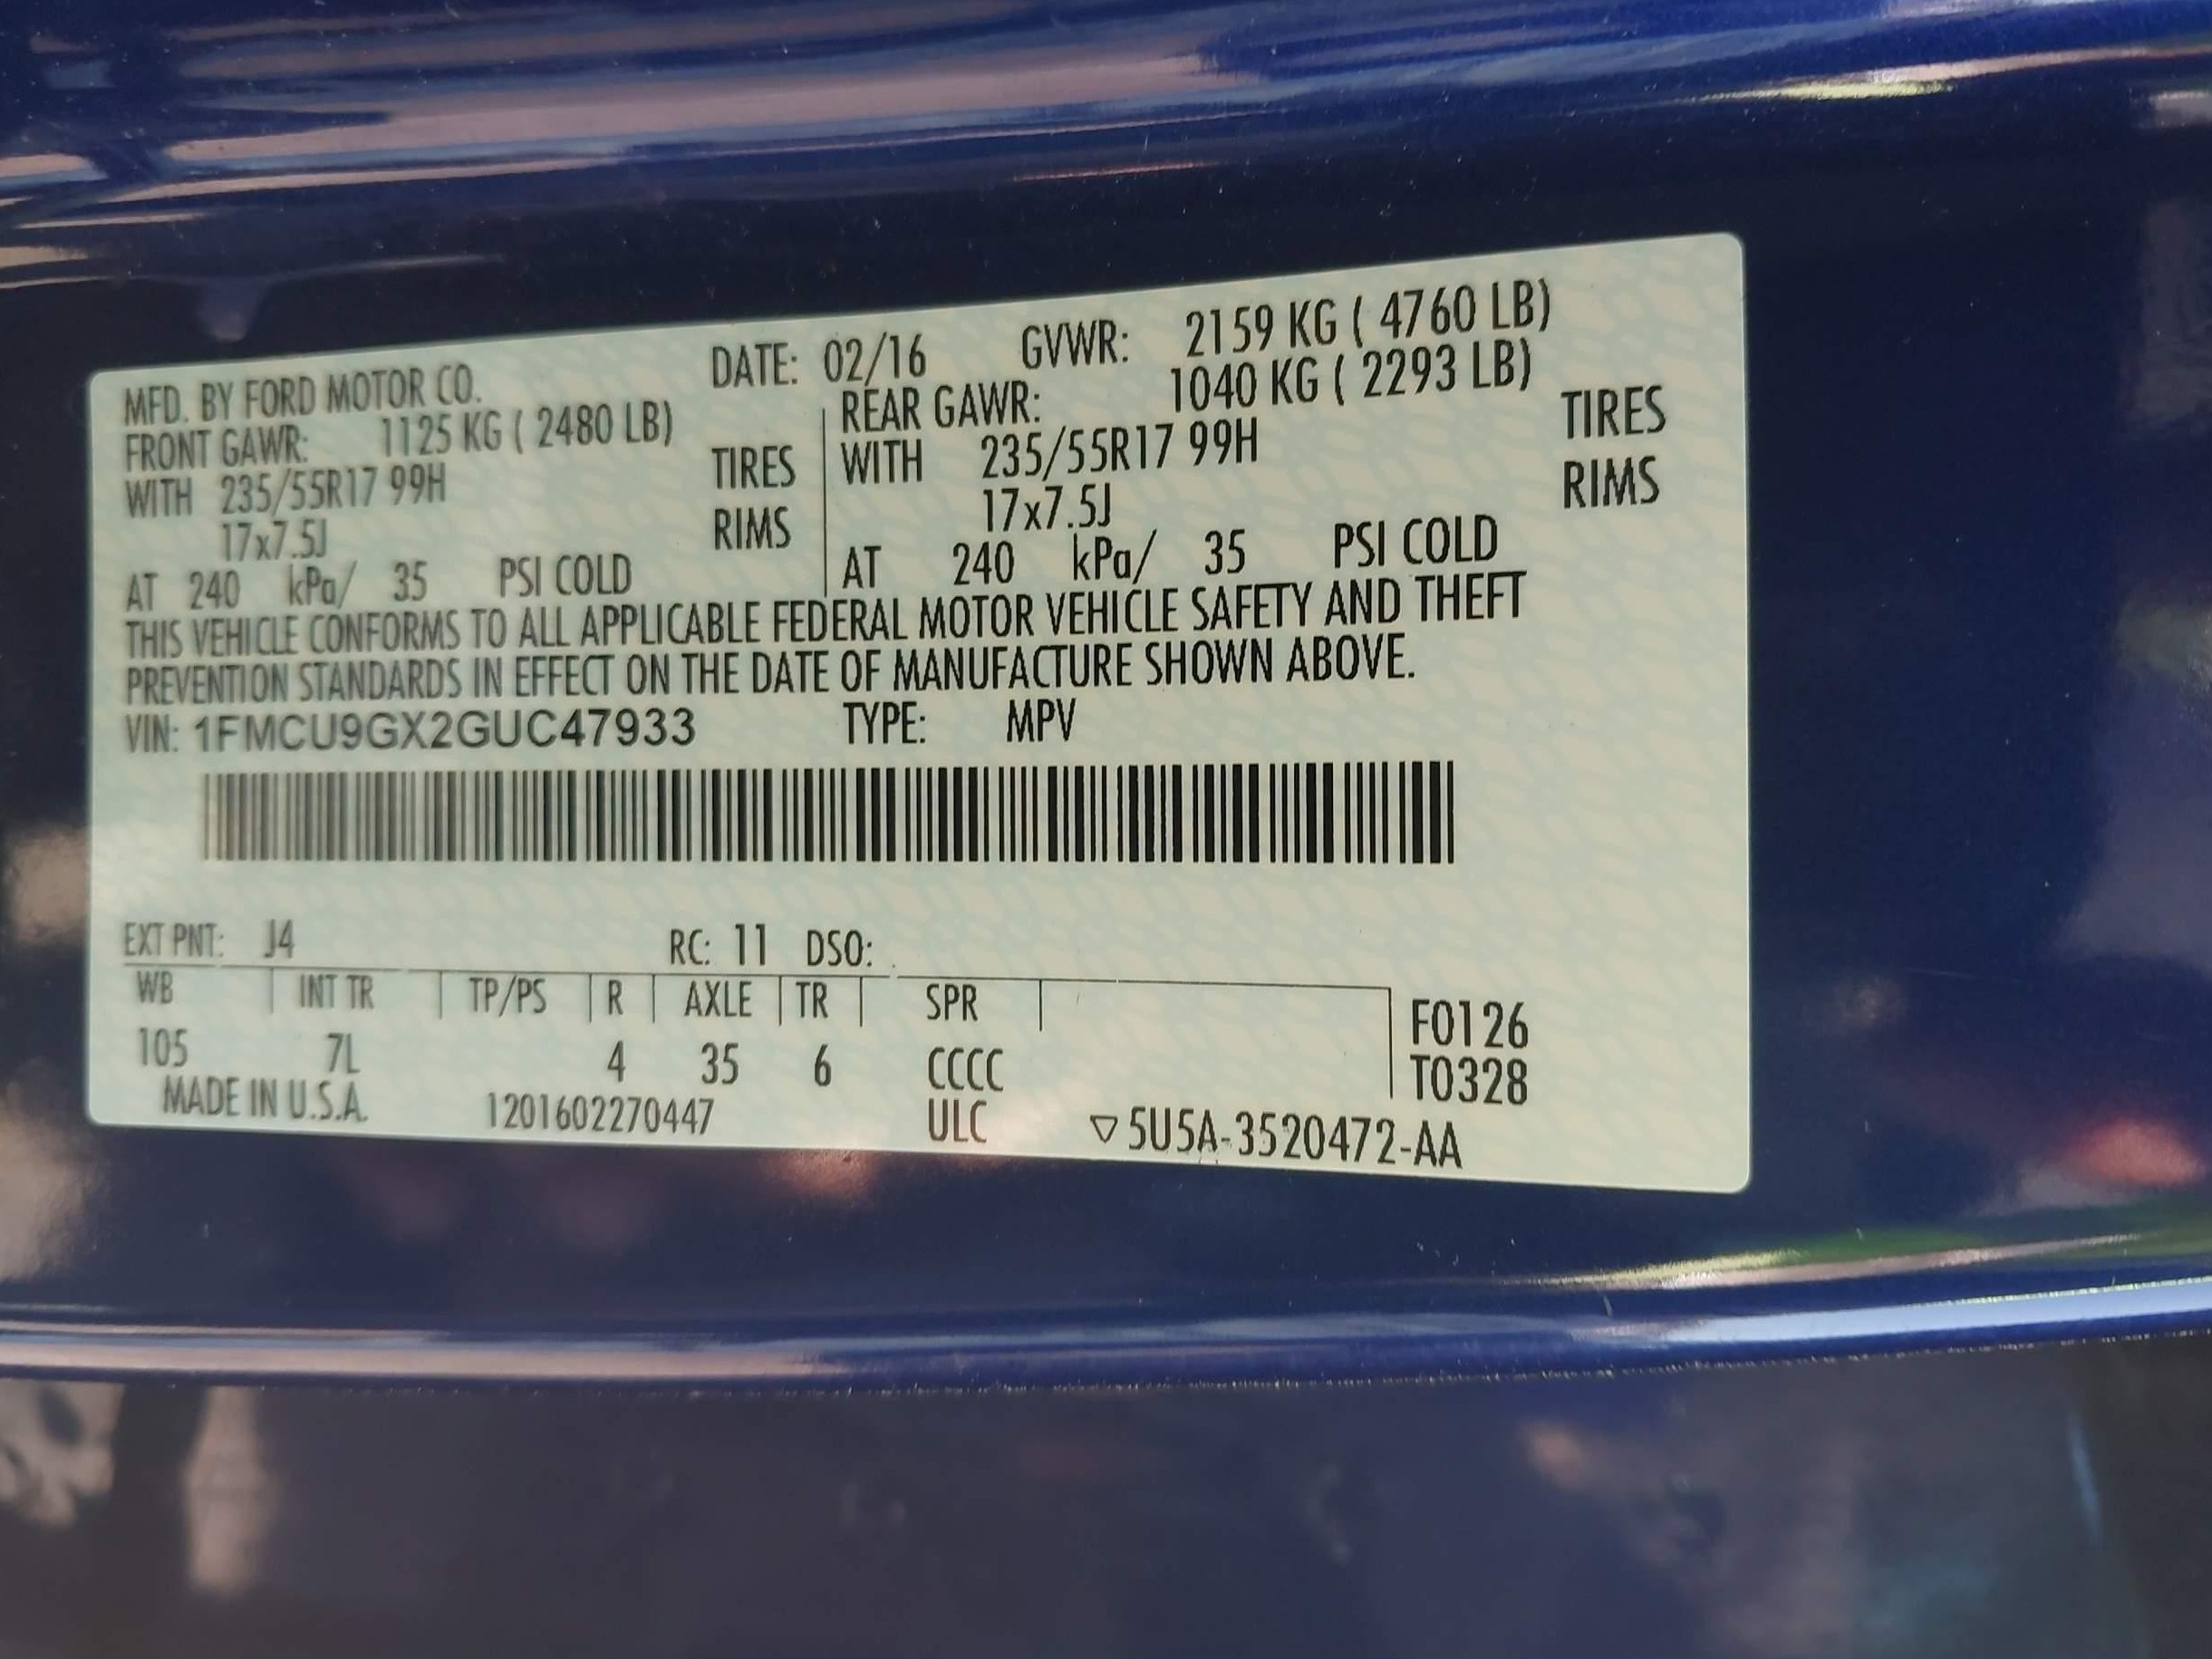 MFD. BY FORD MOTOR CO. DATE: 02/16 GVWR: 2159 KG ( 4760 LB)
FRONT GAWR: 1125 KG ( 2480 LB) REAR GAWR: 1040 KG ( 2293 LB)
WITH 235/55R17 99H TIRES WITH 235/55R17 99H TIRES
17x7.5J RIMS 17x7.5J RIMS
AT 240 kPa/ 35 PSI COLD AT 240 kPa/ 35 PSI COLD
THIS VEHICLE CONFORMS TO ALL APPLICABLE FEDERAL MOTOR VEHICLE SAFETY AND THEFT
PREVENTION STANDARDS IN EFFECT ON THE DATE OF MANUFACTURE SHOWN ABOVE.
VIN: 1FMCU9GX2GUC47933 TYPE: MPV
EXT PNT: J4 RC: 11 DSO:
WB INT TR TP/PS R AXLE TR SPR F0126
105 7L 4 35 6 CCCC T0328
MADE IN U.S.A. 1201602270447 ULC ▽5U5A-3520472-AA